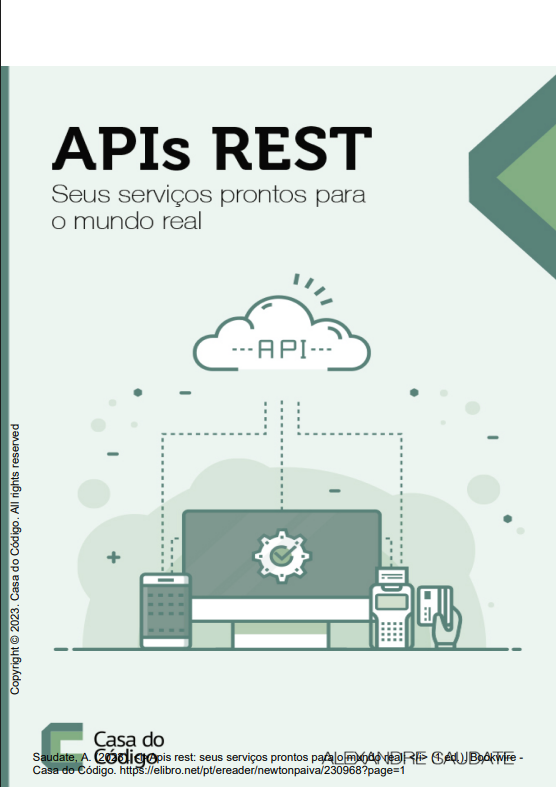 APIs REST
Seus serviços prontos para
o mundo real
API
Copyright © 2023. Casa do Código. All rights reserved
Casa do
Código
ALEXANDRE SAUDATE
Saudate, A. (2023). <i>Apis rest: seus serviços prontos para o mundo real</i> (1 ed.). Bookwire -
Casa do Código. https://elibro.net/pt/ereader/newtonpaiva/230968?page=1